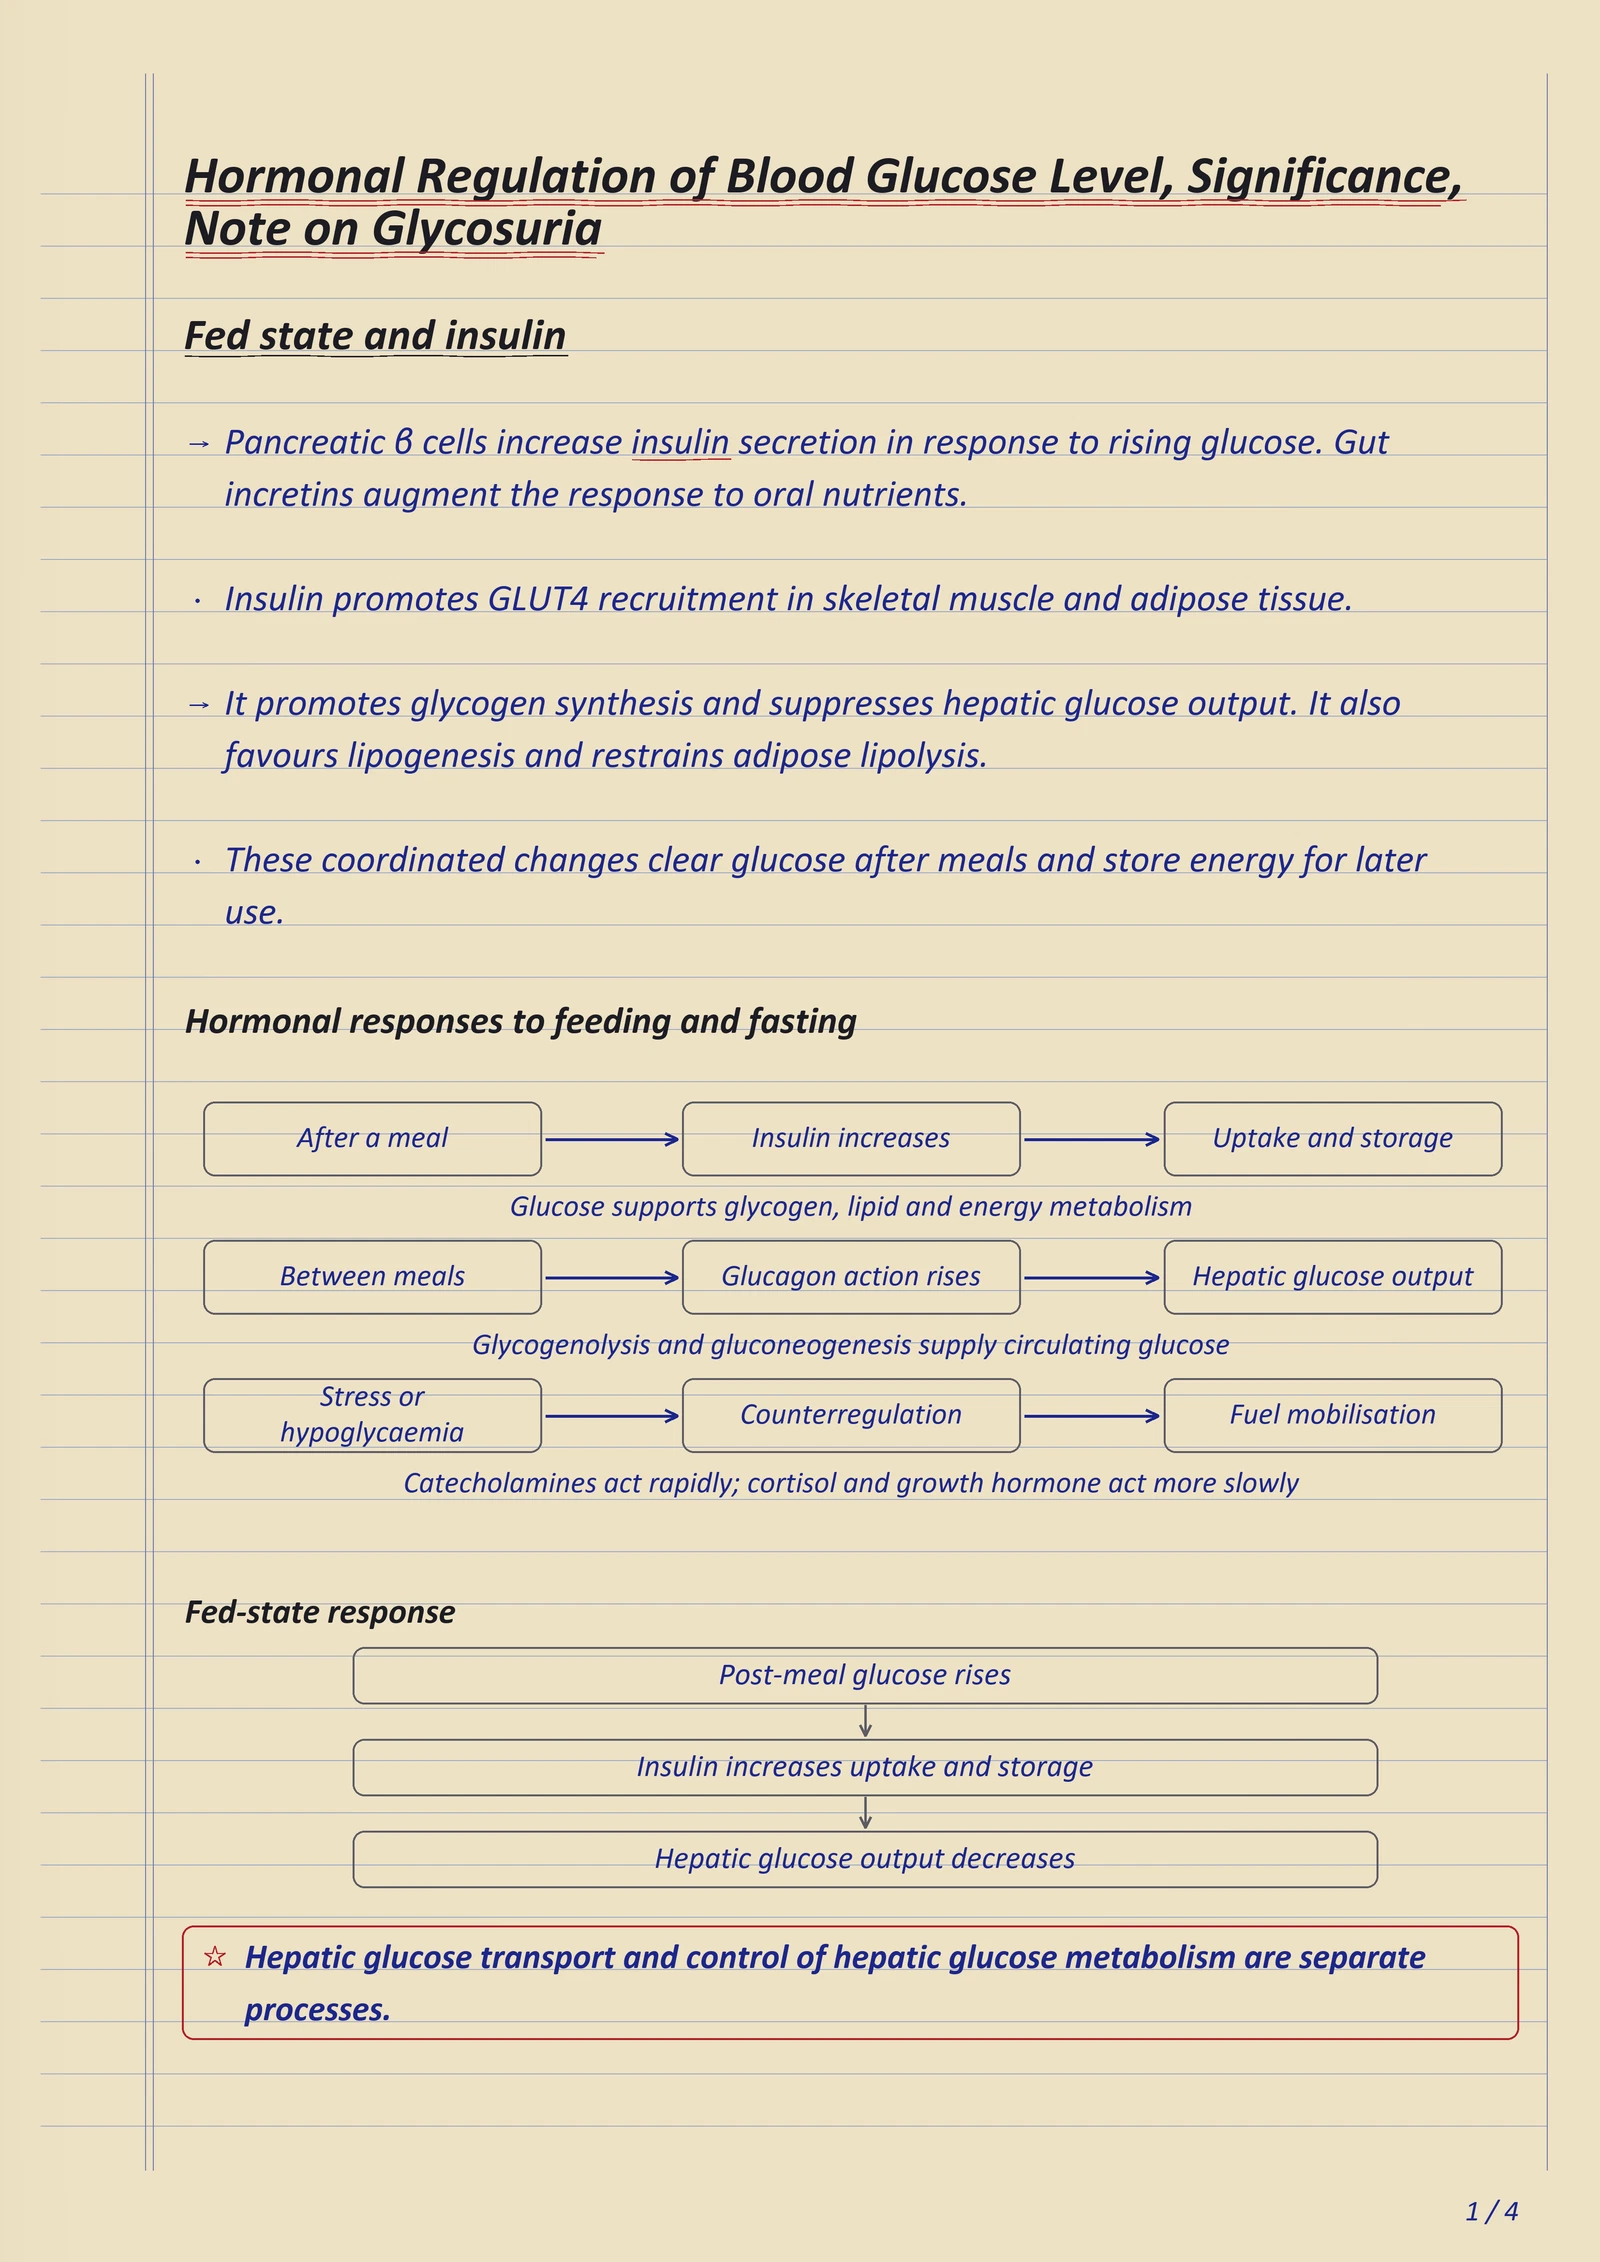 Hormonal Regulation of Blood Glucose Level, Significance,
Note on Glycosuria
Fed state and insulin
→ Pancreatic β cells increase insulin secretion in response to rising glucose. Gut
incretins augment the response to oral nutrients.
· Insulin promotes GLUT4 recruitment in skeletal muscle and adipose tissue.
→ It promotes glycogen synthesis and suppresses hepatic glucose output. It also
favours lipogenesis and restrains adipose lipolysis.
· These coordinated changes clear glucose after meals and store energy for later
use.
Hormonal responses to feeding and fasting
After a meal → Insulin increases → Uptake and storage
Glucose supports glycogen, lipid and energy metabolism
Between meals → Glucagon action rises → Hepatic glucose output
Glycogenolysis and gluconeogenesis supply circulating glucose
Stress or
hypoglycaemia → Counterregulation → Fuel mobilisation
Catecholamines act rapidly; cortisol and growth hormone act more slowly
Fed-state response
Post-meal glucose rises
↓
Insulin increases uptake and storage
↓
Hepatic glucose output decreases
☆ Hepatic glucose transport and control of hepatic glucose metabolism are separate
processes.
1 / 4